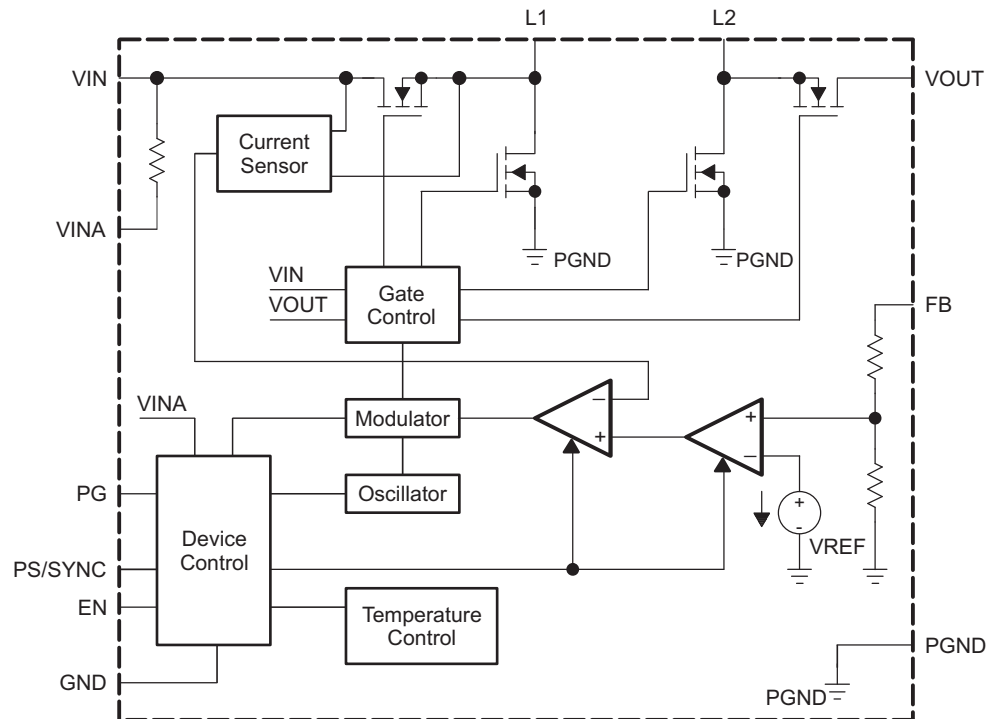 L1
L2
VIN
VOUT
Current
Sensor
VINA
PGND
PGND
VIN
VOUT
Gate
Control
FB
VINA
Modulator
−
+
+
−
PG
Oscillator
Device
Control
+
-
VREF
PS/SYNC
EN
Temperature
Control
PGND
GND
PGND